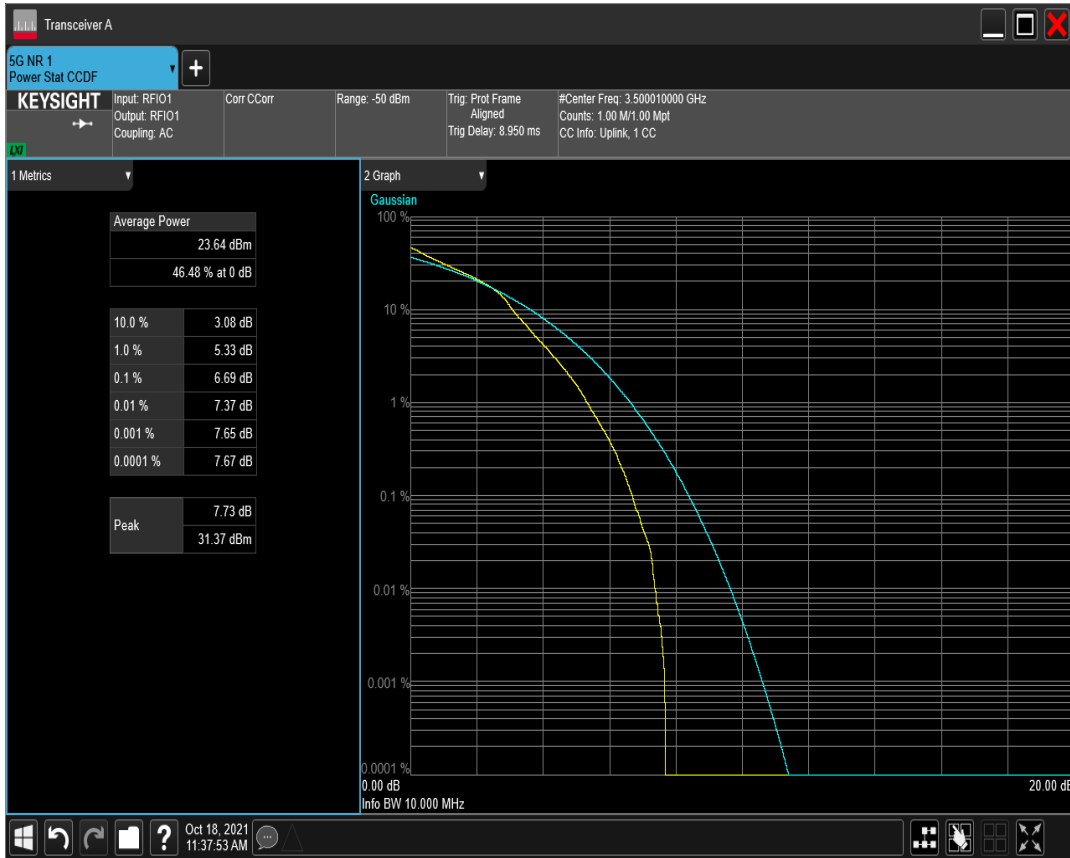 Transceiver A
5G NR 1
Power Stat CCDF
KEYSIGHT
LXI
Input: RFIO1
Output: RFIO1
Coupling: AC
Corr CCorr
Range: -50 dBm
Trig: Prot Frame
Aligned
Trig Delay: 8.950 ms
#Center Freq: 3.500010000 GHz
Counts: 1.00 M/1.00 Mpt
CC Info: Uplink, 1 CC
1 Metrics
Average Power
23.64 dBm
46.48 % at 0 dB
10.0 % 3.08 dB
1.0 % 5.33 dB
0.1 % 6.69 dB
0.01 % 7.37 dB
0.001 % 7.65 dB
0.0001 % 7.67 dB
Peak
7.73 dB
31.37 dBm
2 Graph
Gaussian
100 %
10 %
1 %
0.1 %
0.01 %
0.001 %
0.0001 %
0.00 dB 20.00 dB
Info BW 10.000 MHz
Oct 18, 2021
11:37:53 AM